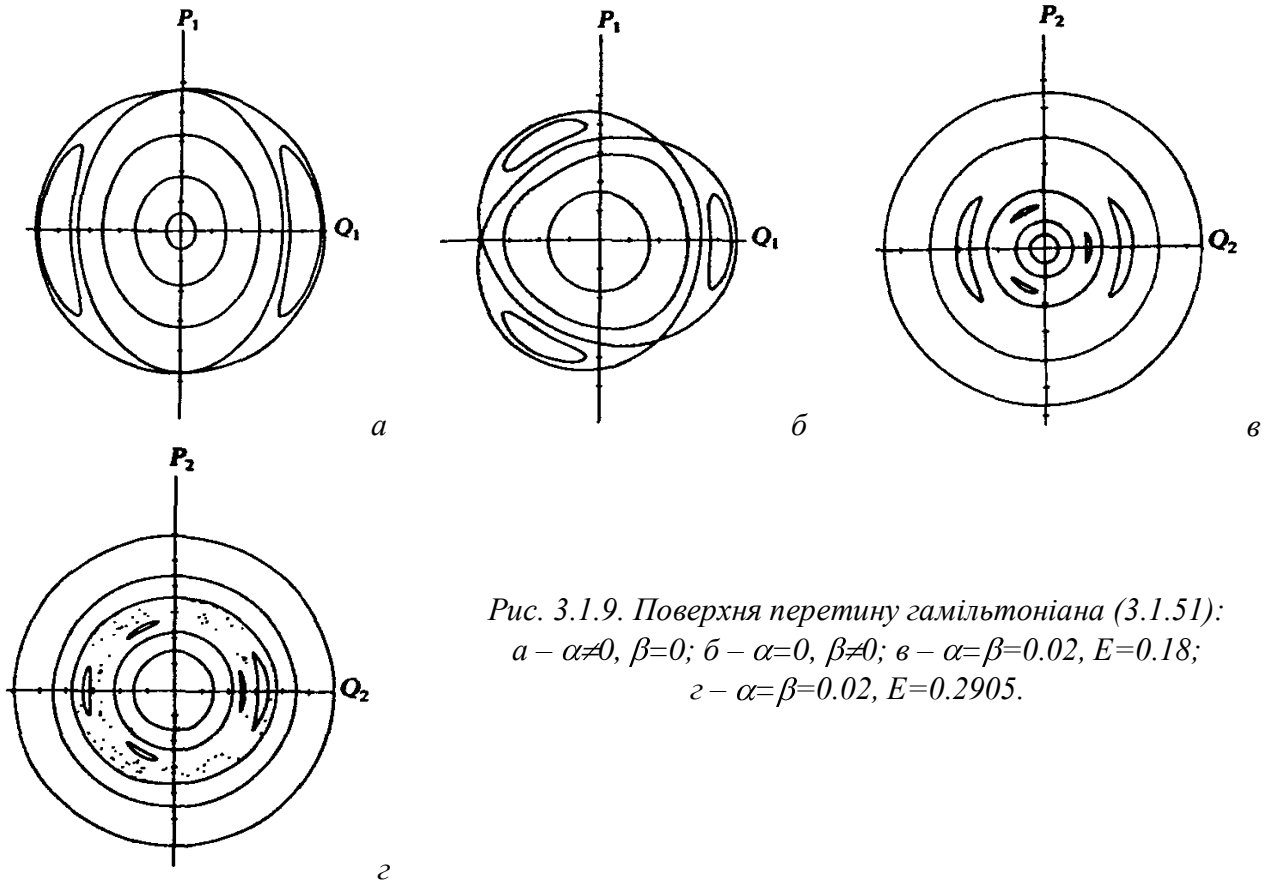 P₁
Q₁
а
P₁
Q₁
б
P₂
Q₂
в
P₂
Q₂
г
Рис. 3.1.9. Поверхня перетину гамільтоніана (3.1.51):
а – α≠0, β=0; б – α=0, β≠0; в – α=β=0.02, E=0.18;
г – α=β=0.02, E=0.2905.